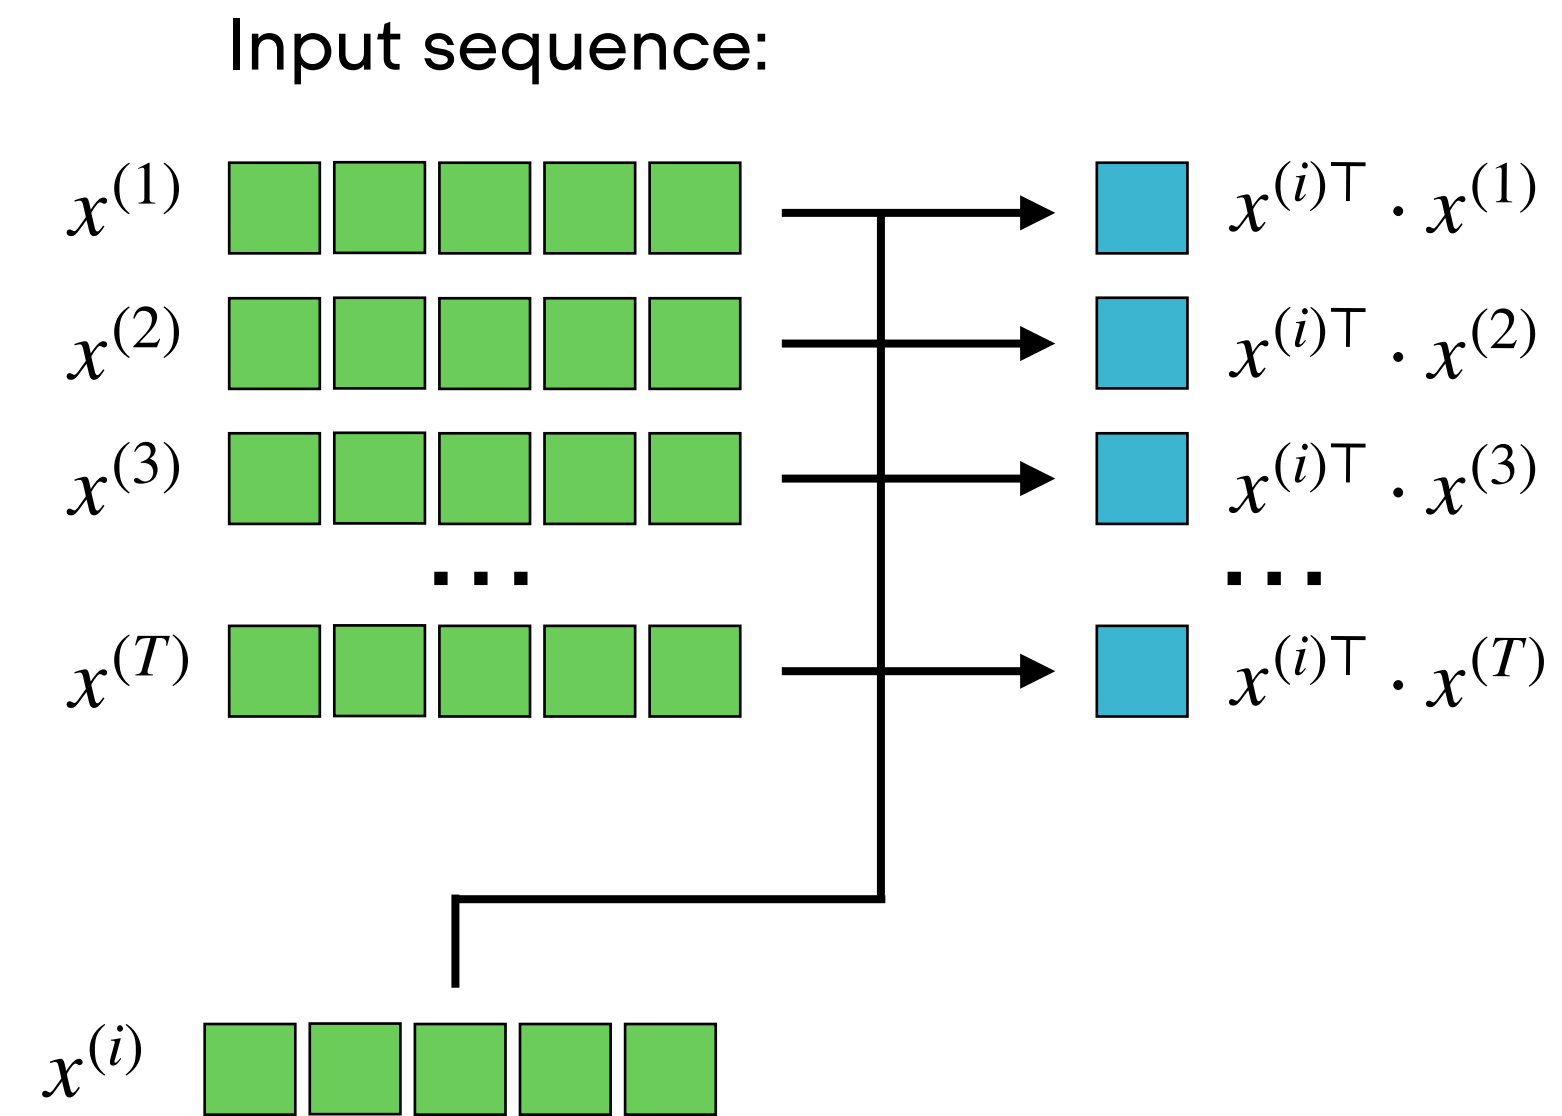 Input sequence:
x^(1) x^(i)⊤ · x^(1)
x^(2) x^(i)⊤ · x^(2)
x^(3) x^(i)⊤ · x^(3)
... ...
x^(T) x^(i)⊤ · x^(T)
x^(i)